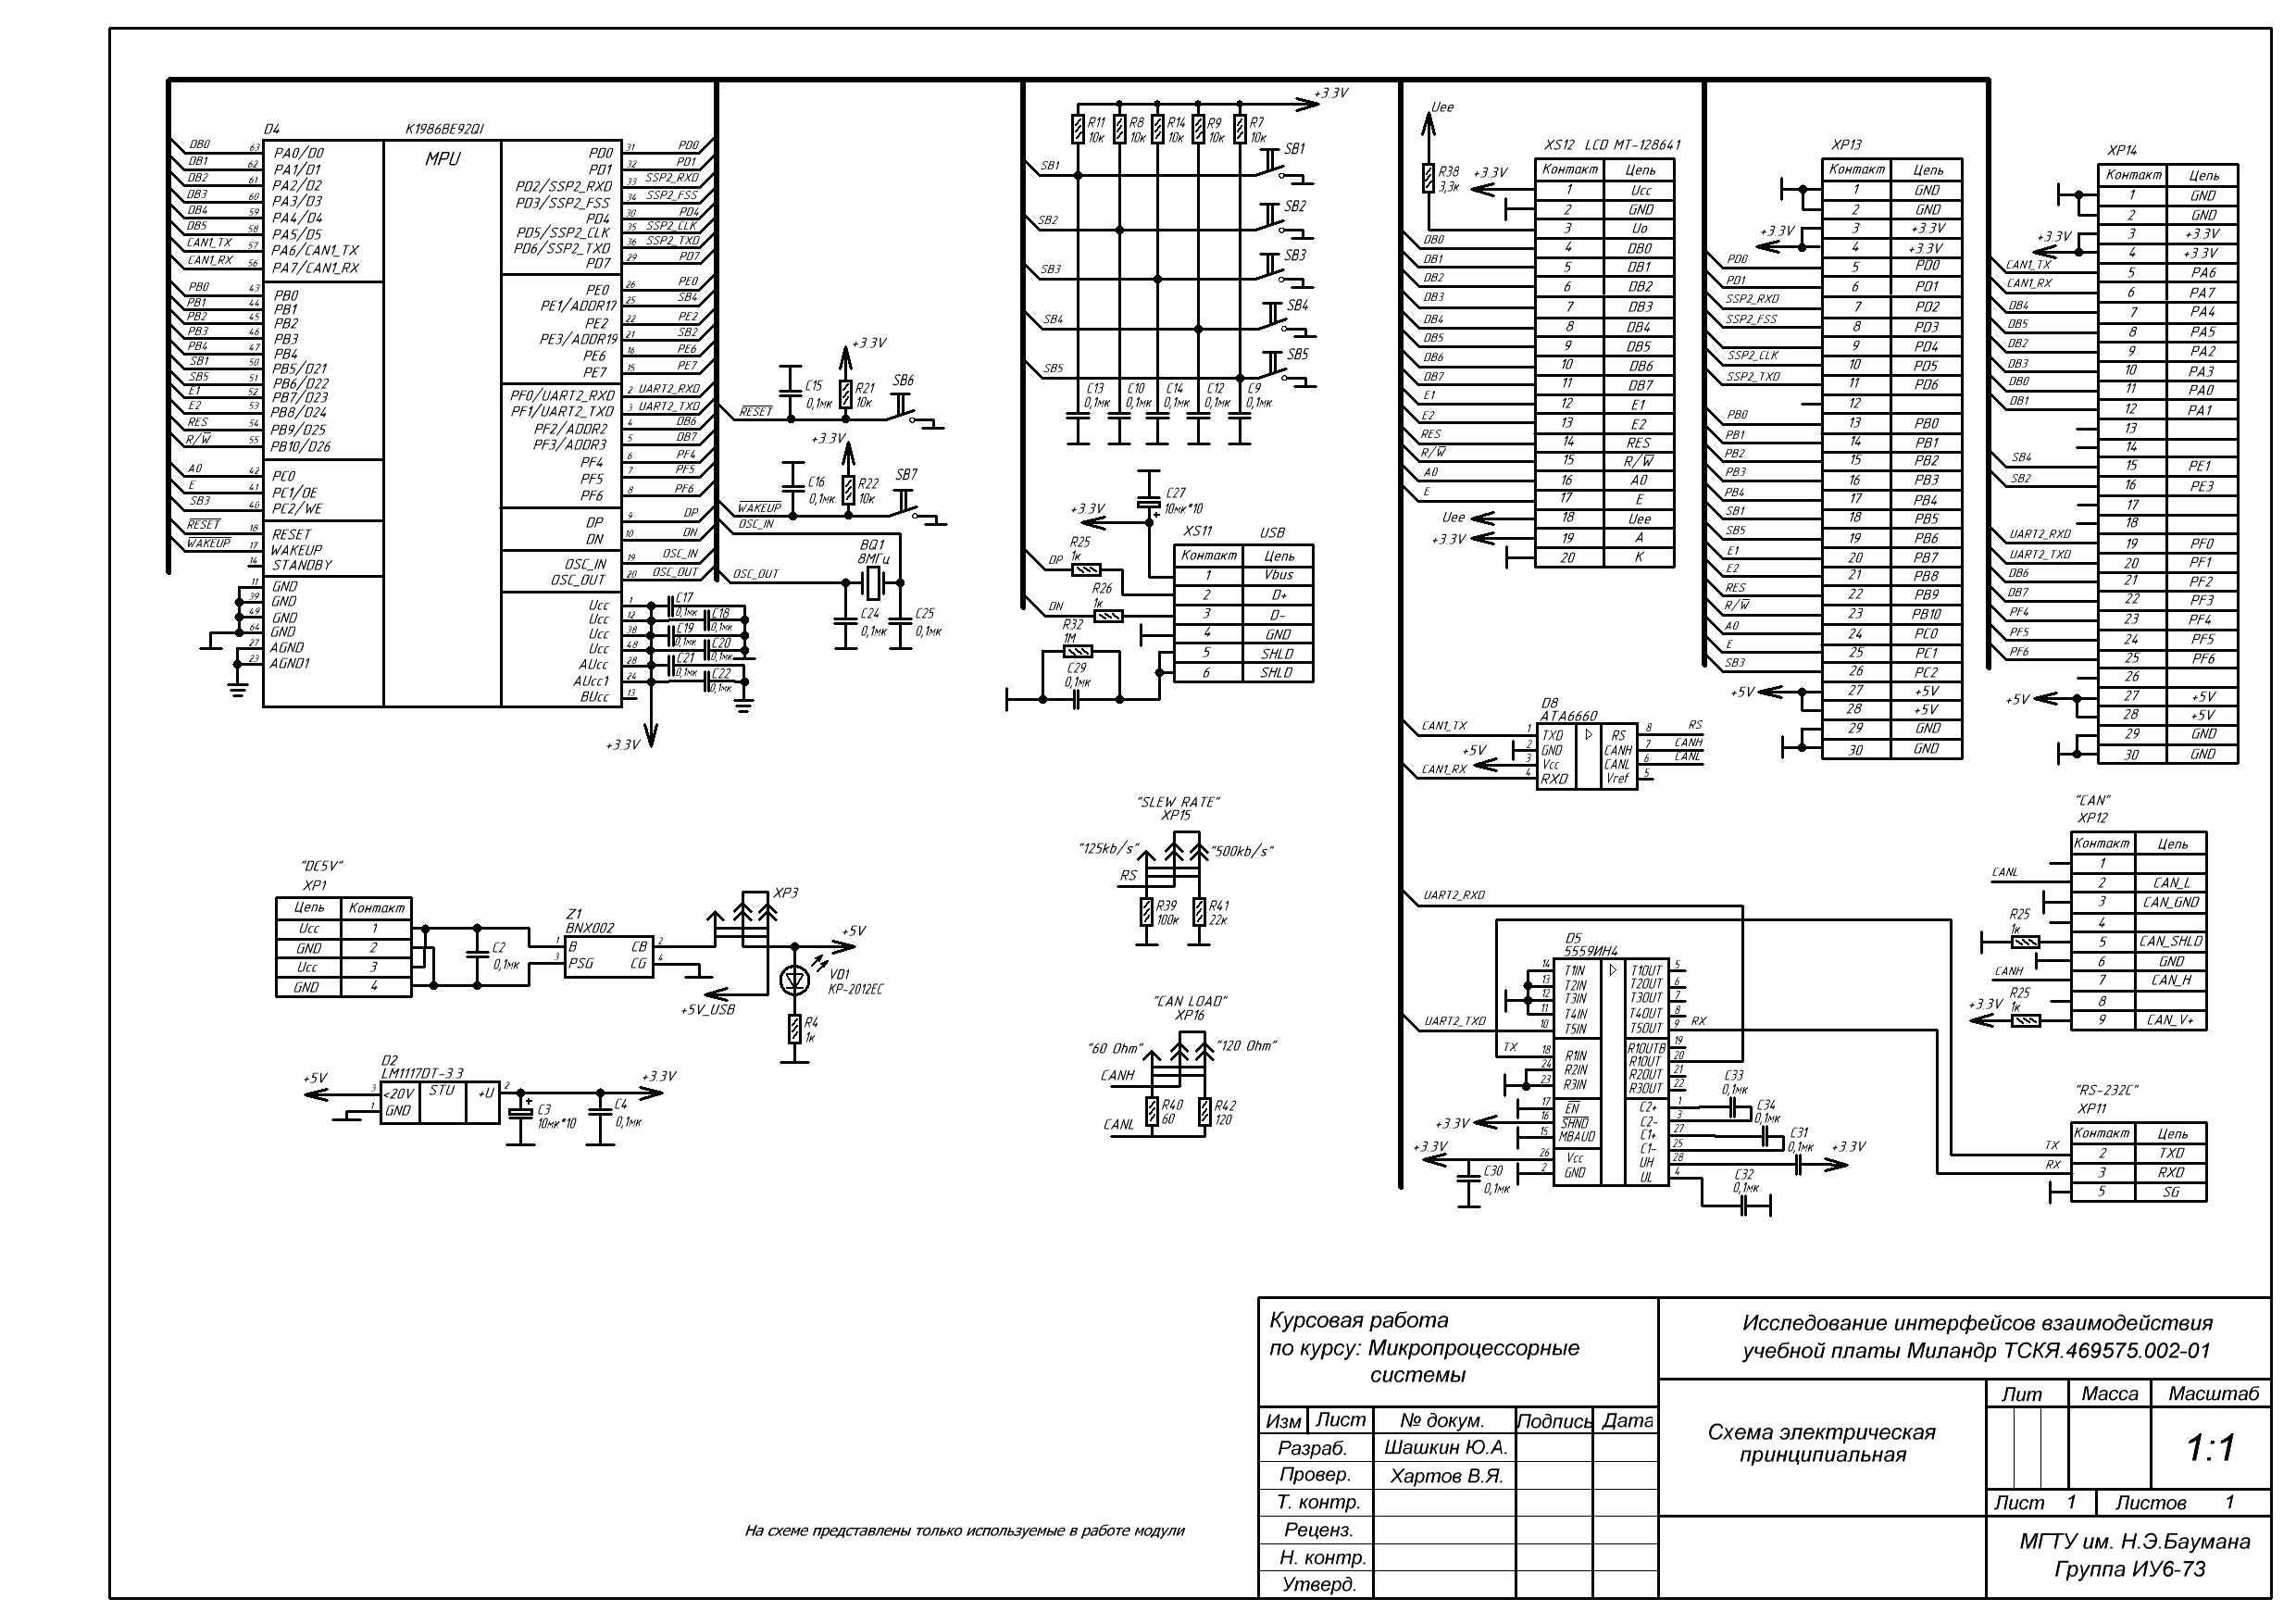 D4 K1986BE92QI
MPU
DB0 63 PA0/D0
DB1 62 PA1/D1
DB2 61 PA2/D2
DB3 60 PA3/D3
DB4 59 PA4/D4
DB5 58 PA5/D5
CAN1_TX 57 PA6/CAN1_TX
CAN1_RX 56 PA7/CAN1_RX
PB0 43 PB0
PB1 44 PB1
PB2 45 PB2
PB3 46 PB3
PB4 47 PB4
SB1 50 PB5/D21
SB5 51 PB6/D22
E1 52 PB7/D23
E2 53 PB8/D24
RES 54 PB9/D25
R/W 55 PB10/D26
A0 42 PC0
E 41 PC1/OE
SB3 40 PC2/WE
RESET 18 RESET
WAKEUP 17 WAKEUP
14 STANDBY
11 GND
39 GND
49 GND
64 GND
27 AGND
23 AGND1
PD0 31 PD0
PD1 32 PD1
PD2/SSP2_RXD 33 SSP2_RXD
PD3/SSP2_FSS 34 SSP2_FSS
PD4 30 PD4
PD5/SSP2_CLK 35 SSP2_CLK
PD6/SSP2_TXD 36 SSP2_TXD
PD7 29 PD7
PE0 26 PE0
PE1/ADDR17 25 SB4
PE2 22 PE2
PE3/ADDR19 21 SB2
PE6 16 PE6
PE7 15 PE7
PF0/UART2_RXD 2 UART2_RXD
PF1/UART2_TXD 3 UART2_TXD
PF2/ADDR2 4 DB6
PF3/ADDR3 5 DB7
PF4 6 PF4
PF5 7 PF5
PF6 8 PF6
DP 9 DP
DN 10 DN
OSC_IN 19 OSC_IN
OSC_OUT 20 OSC_OUT
Ucc 1 C17 0,1мк
Ucc 12 C18 0,1мк
Ucc 38 C19 0,1мк
Ucc 48 C20 0,1мк
AUcc 28 C21 0,1мк
AUcc1 24 C22 0,1мк
BUcc 13
+3.3V
+3.3V
C15 0,1мк
R21 10к
SB6
RESET
+3.3V
C16 0,1мк
R22 10к
SB7
WAKEUP
OSC_IN
BQ1
8МГц
OSC_OUT
C24 0,1мк
C25 0,1мк
+3.3V
R11 10к
R8 10к
R14 10к
R9 10к
R7 10к
SB1 SB1
SB2 SB2
SB3 SB3
SB4 SB4
SB5 SB5
C13 0,1мк
C10 0,1мк
C14 0,1мк
C12 0,1мк
C9 0,1мк
C27
10мк*10
+3.3V
R25
1к
DP
R26
1к
DN
R32
1М
C29
0,1мк
XS11 USB
Контакт Цепь
1 Vbus
2 D+
3 D-
4 GND
5 SHLD
6 SHLD
Uee
R38
3,3к
+3.3V
XS12 LCD MT-128641
Контакт Цепь
1 Ucc
2 GND
3 Uo
DB0 4 DB0
DB1 5 DB1
DB2 6 DB2
DB3 7 DB3
DB4 8 DB4
DB5 9 DB5
DB6 10 DB6
DB7 11 DB7
E1 12 E1
E2 13 E2
RES 14 RES
R/W 15 R/W
A0 16 A0
E 17 E
Uee 18 Uee
+3.3V 19 A
20 K
XP13
Контакт Цепь
1 GND
2 GND
3 +3.3V
+3.3V 4 +3.3V
PD0 5 PD0
PD1 6 PD1
SSP2_RXD 7 PD2
SSP2_FSS 8 PD3
9 PD4
SSP2_CLK 10 PD5
SSP2_TXD 11 PD6
12
PB0 13 PB0
PB1 14 PB1
PB2 15 PB2
PB3 16 PB3
PB4 17 PB4
SB1 18 PB5
SB5 19 PB6
E1 20 PB7
E2 21 PB8
RES 22 PB9
R/W 23 PB10
A0 24 PC0
E 25 PC1
SB3 26 PC2
+5V 27 +5V
28 +5V
29 GND
30 GND
XP14
Контакт Цепь
1 GND
2 GND
3 +3.3V
+3.3V 4 +3.3V
CAN1_TX 5 PA6
CAN1_RX 6 PA7
DB4 7 PA4
DB5 8 PA5
DB2 9 PA2
DB3 10 PA3
DB0 11 PA0
DB1 12 PA1
13
14
SB4 15 PE1
SB2 16 PE3
17
18
UART2_RXD 19 PF0
UART2_TXD 20 PF1
DB6 21 PF2
DB7 22 PF3
PF4 23 PF4
PF5 24 PF5
PF6 25 PF6
26
+5V 27 +5V
28 +5V
29 GND
30 GND
D8
ATA6660
CAN1_TX 1 TXD RS 8 RS
2 GND CANH 7 CANH
+5V 3 Vcc CANL 6 CANL
CAN1_RX 4 RXD Vref 5
"SLEW RATE"
XP15
"125kb/s" "500kb/s"
RS
R39 100к
R41 22к
"CAN LOAD"
XP16
"60 Ohm" "120 Ohm"
CANH
R40 60
R42 120
CANL
"DC5V"
XP1
Цепь Контакт
Ucc 1
GND 2
Ucc 3
GND 4
C2
0,1мк
Z1
BNX002
1 B CB 2
3 PSG CG 4
XP3
+5V
+5V_USB
VD1
KP-2012EC
R4
1к
D2
LM1117DT-3.3
+5V 3 <20V STU +U 2 +3.3V
1 GND
C3
10мк*10
C4
0,1мк
UART2_RXD
D5
5559ИН4
14 T1IN T1OUT 5
13 T2IN T2OUT 6
12 T3IN T3OUT 7
11 T4IN T4OUT 8
UART2_TXD 10 T5IN T5OUT 9 RX
R1OUTB 19
TX 18 R1IN R1OUT 20
24 R2IN R2OUT 21
23 R3IN R3OUT 22
17 EN C2+ 1 C33 0,1мк
+3.3V 16 SHND C2- 3 C34 0,1мк
15 MBAUD C1+ 27 C31 0,1мк
C1- 25
+3.3V 26 Vcc UH 28 +3.3V
2 GND UL 4
C30
0,1мк
C32
0,1мк
"CAN"
XP12
Контакт Цепь
1
CANL 2 CAN_L
3 CAN_GND
4
R25 1к 5 CAN_SHLD
6 GND
CANH 7 CAN_H
8
+3.3V R25 1к 9 CAN_V+
"RS-232C"
XP11
Контакт Цепь
TX 2 TXD
RX 3 RXD
5 SG
Курсовая работа
по курсу: Микропроцессорные
системы
Исследование интерфейсов взаимодействия
учебной платы Миландр ТСКЯ.469575.002-01
Изм Лист № докум. Подпись Дата
Разраб. Шашкин Ю.А.
Провер. Хартов В.Я.
Т. контр.
Реценз.
Н. контр.
Утверд.
Схема электрическая
принципиальная
Лит Масса Масштаб
1:1
Лист 1 Листов 1
МГТУ им. Н.Э.Баумана
Группа ИУ6-73
На схеме представлены только используемые в работе модули